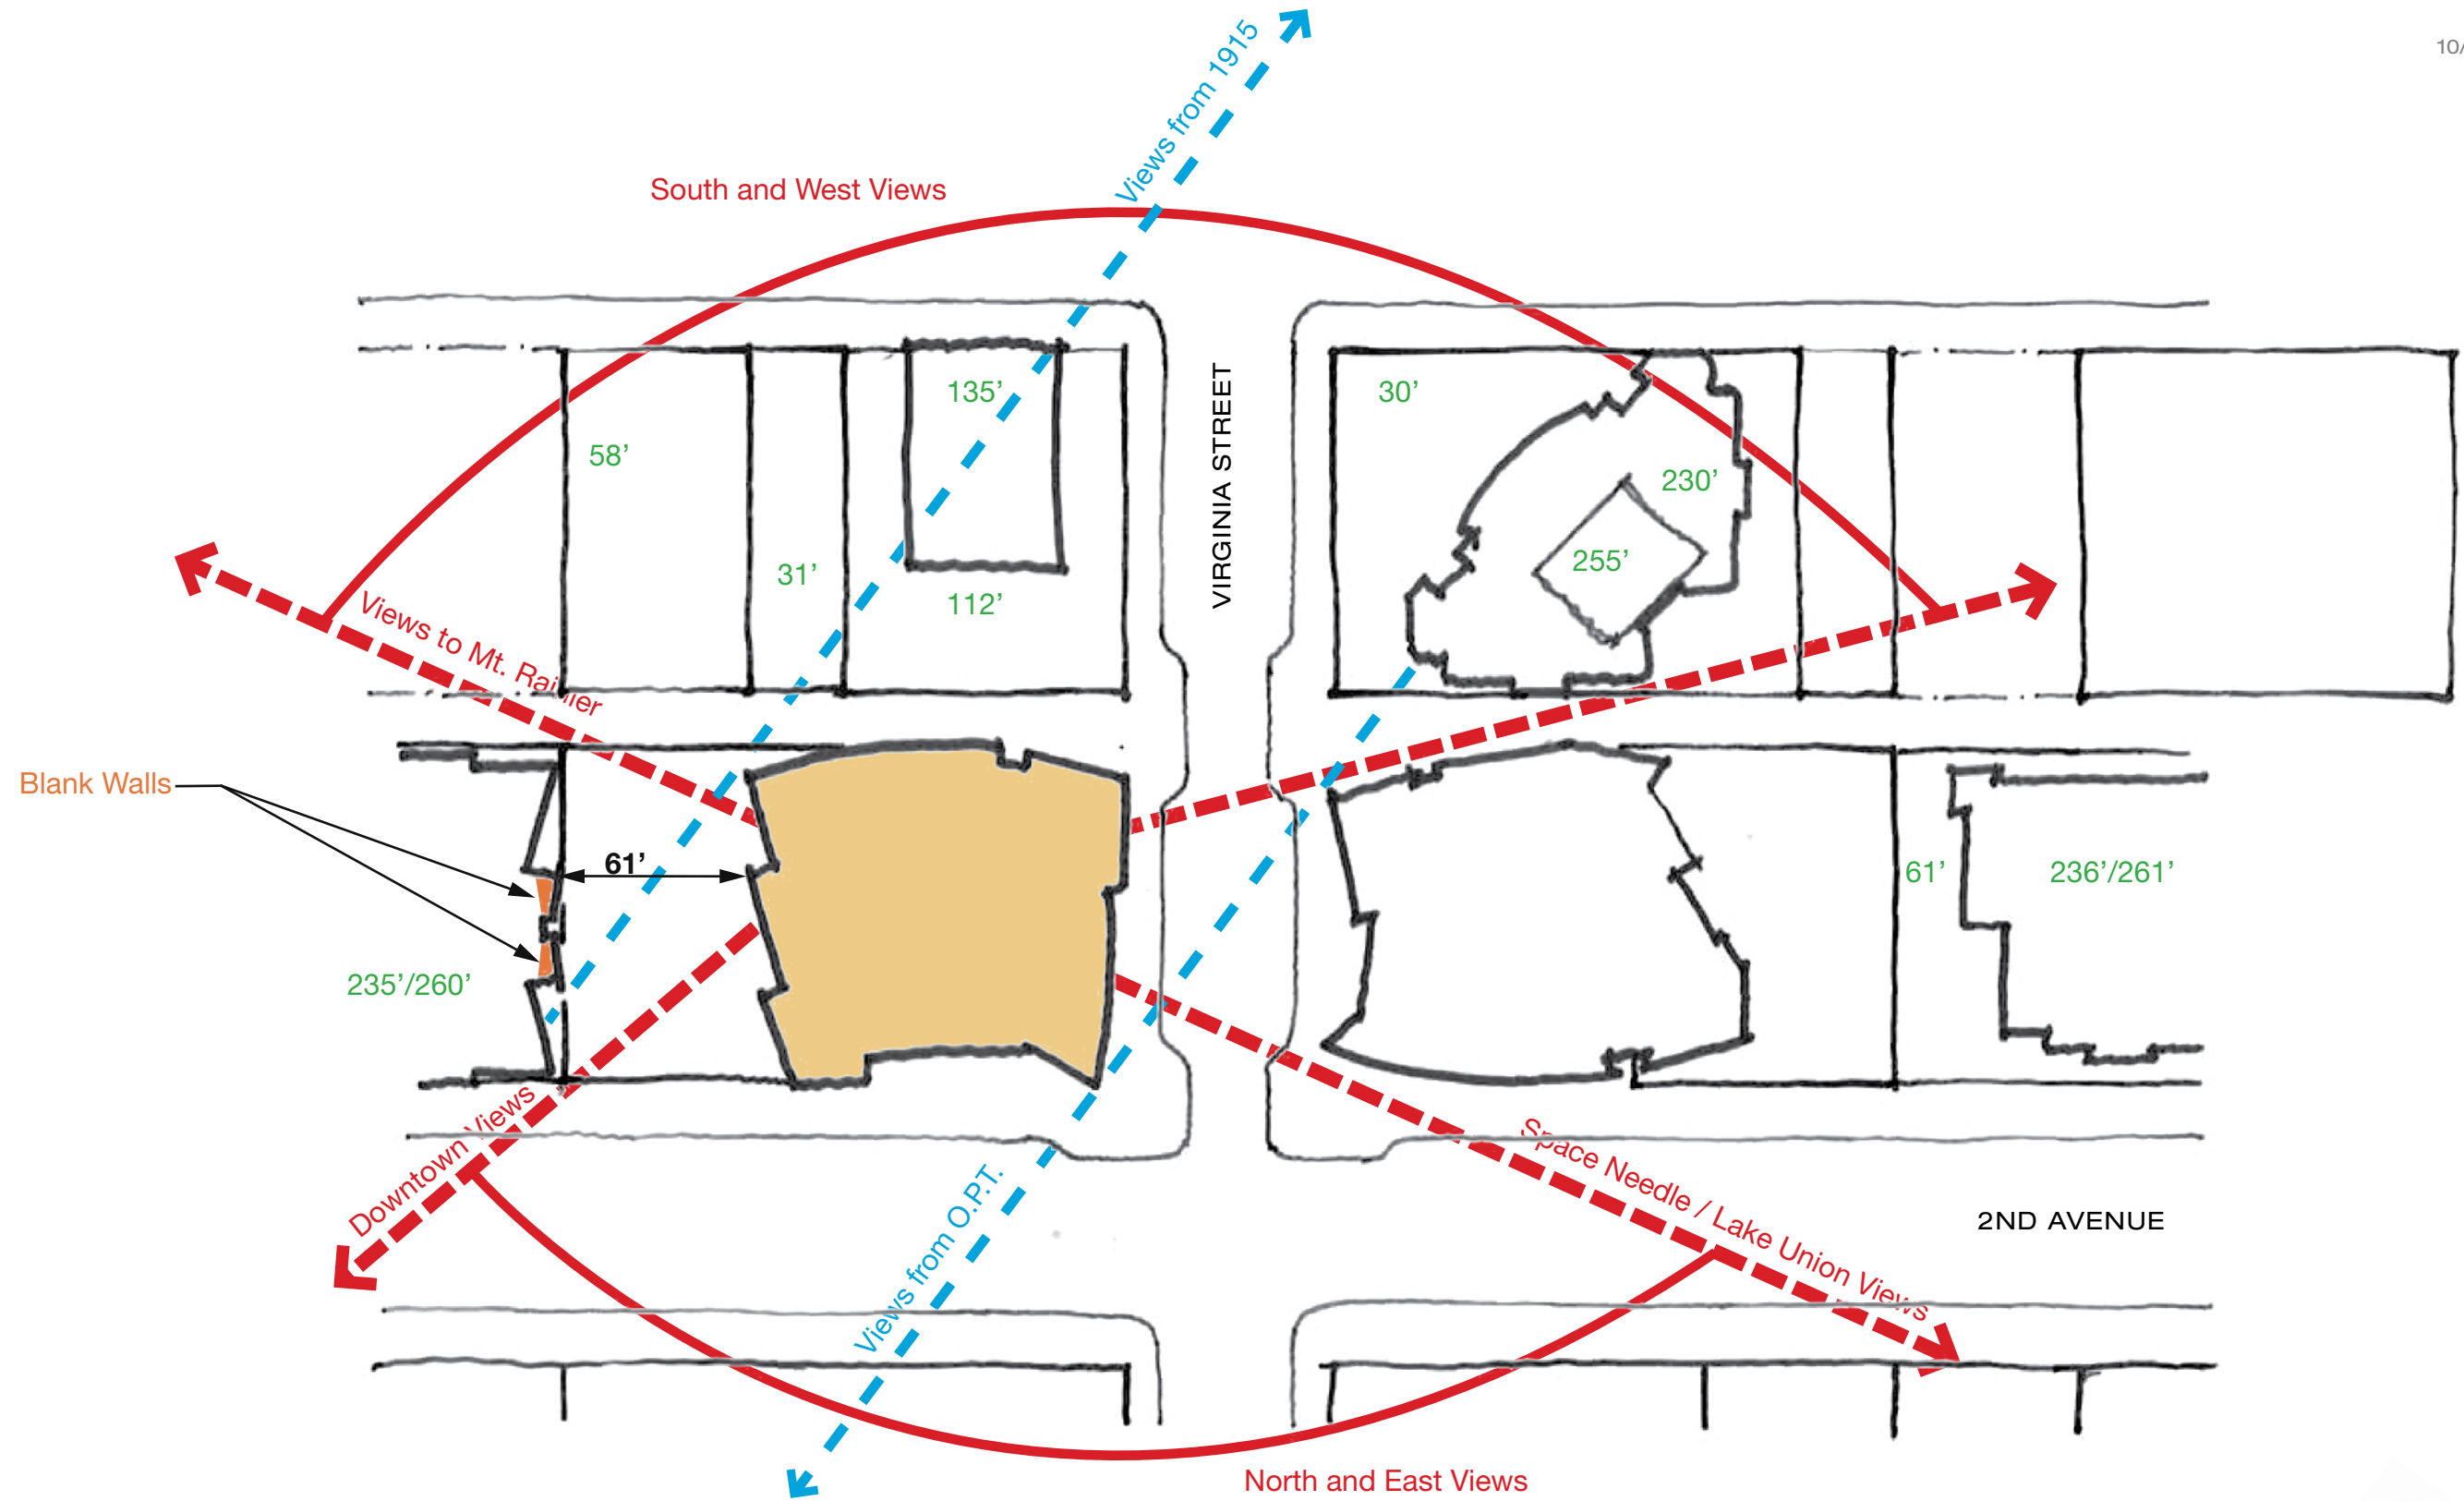 10/
Views from 1915
South and West Views
135’
30’
58’
230’
VIRGINIA STREET
255’
31’
112’
Views to Mt. Rainier
Blank Walls
61’
61’
236’/261’
235’/260’
Downtown Views
Space Needle / Lake Union Views
Views from O.P.T.
2ND AVENUE
North and East Views